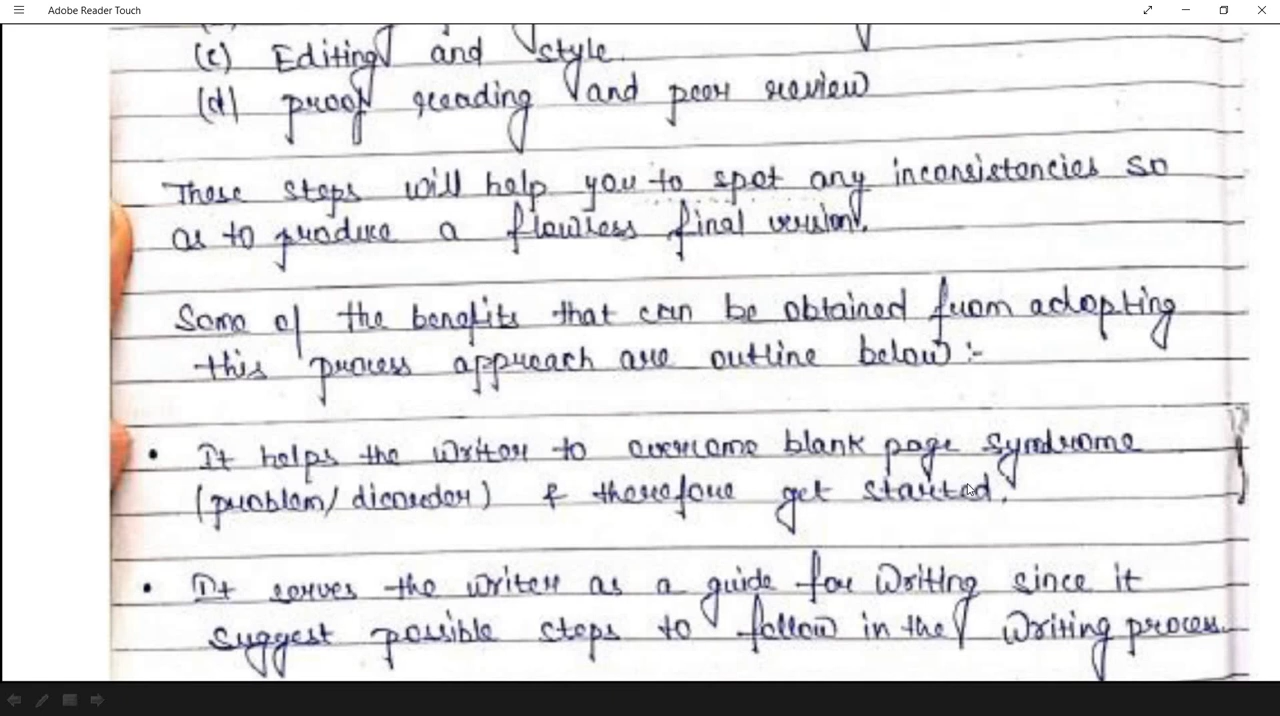 Adobe Reader Touch
(c) Editing and style
(d) proof reading and peer review
These steps will help you to spot any inconsistencies so
as to produce a flawless final version.
Some of the benefits that can be obtained from adopting
this process approach are outline below :-
• It helps the writer to overcome blank page syndrome
(problem/disorder) & therefore get started.
• It serves the writer as a guide for writing since it
suggest possible steps to follow in the writing process.